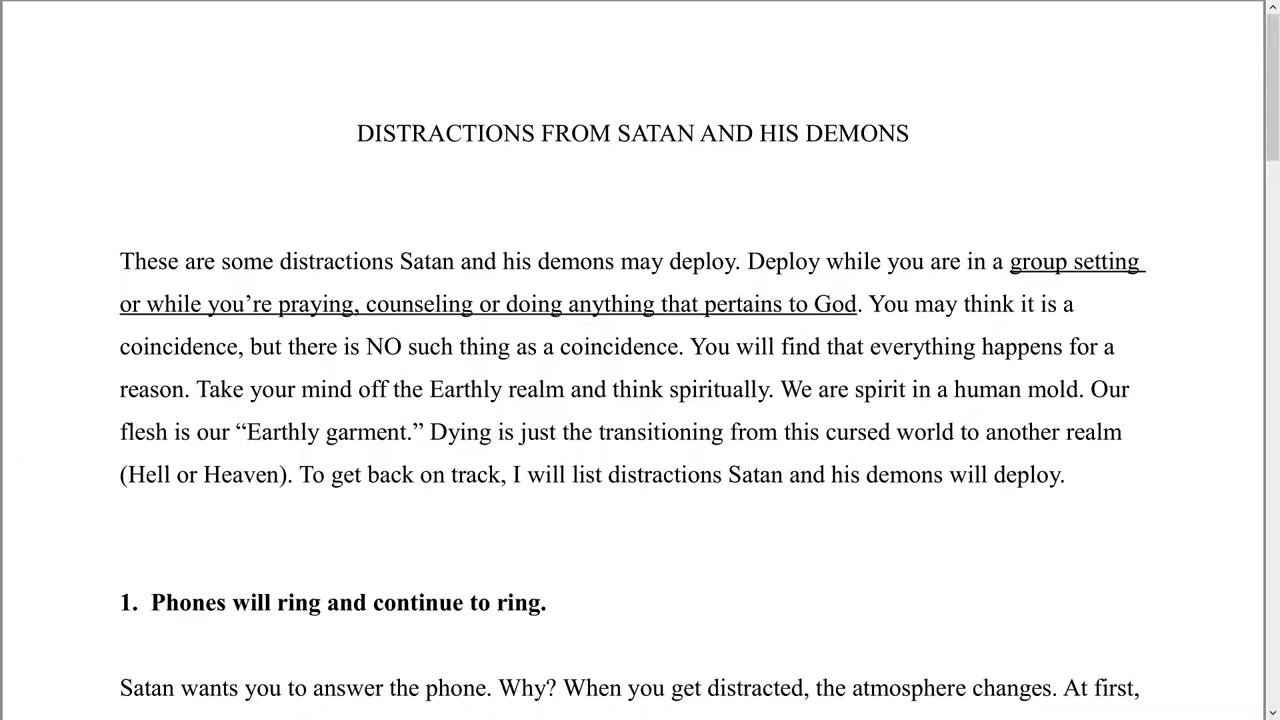 DISTRACTIONS FROM SATAN AND HIS DEMONS
These are some distractions Satan and his demons may deploy. Deploy while you are in a group setting
or while you’re praying, counseling or doing anything that pertains to God. You may think it is a
coincidence, but there is NO such thing as a coincidence. You will find that everything happens for a
reason. Take your mind off the Earthly realm and think spiritually. We are spirit in a human mold. Our
flesh is our “Earthly garment.” Dying is just the transitioning from this cursed world to another realm
(Hell or Heaven). To get back on track, I will list distractions Satan and his demons will deploy.
1. Phones will ring and continue to ring.
Satan wants you to answer the phone. Why? When you get distracted, the atmosphere changes. At first,